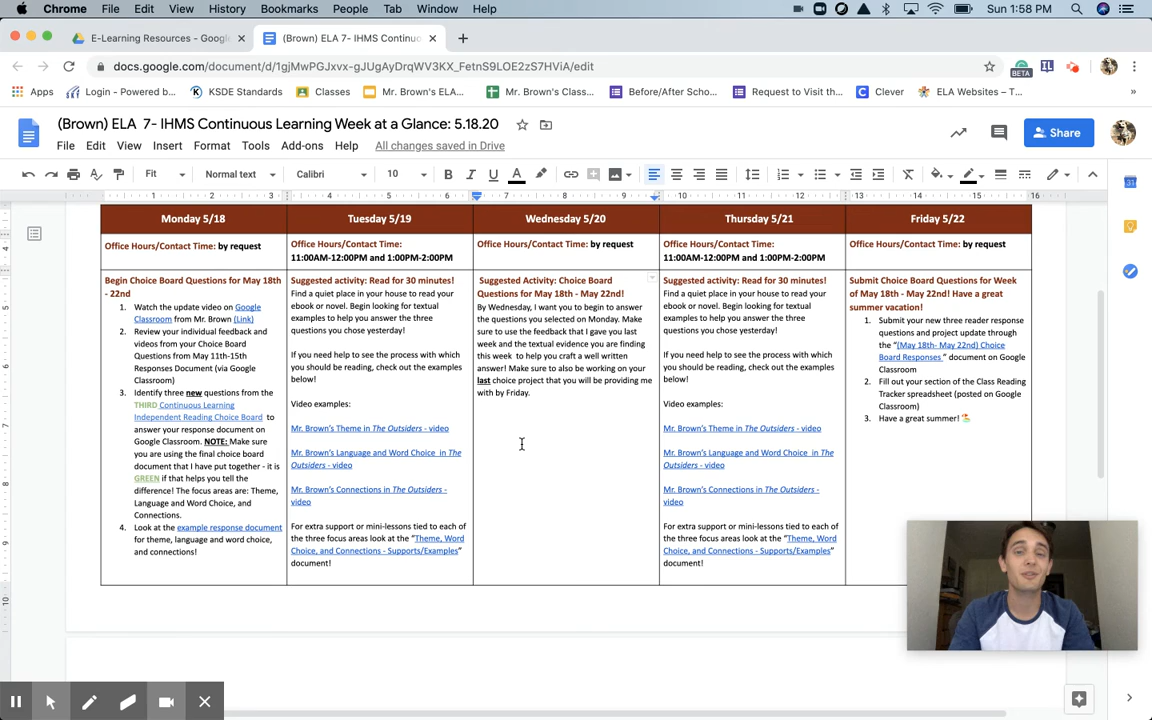 Chrome File Edit View History Bookmarks People Tab Window Help Sun 1:58 PM
E-Learning Resources - Google
(Brown) ELA 7- IHMS Continuo
docs.google.com/document/d/1gjMwPGJxvx-gJUgAyDrqWV3KX_FetnS9LOE2zS7HViA/edit
BETA
Apps Login - Powered b... KSDE Standards Classes Mr. Brown's ELA... Mr. Brown's Class... Before/After Scho... Request to Visit th... Clever ELA Websites – T... »
(Brown) ELA 7- IHMS Continuous Learning Week at a Glance: 5.18.20
Share
File Edit View Insert Format Tools Add-ons Help All changes saved in Drive
Fit Normal text Calibri 10 B I U A
1 2 3 4 5 6 7 8 9 10 11 12 13 14 15 16
4
5
6
7
8
9
10
Monday 5/18
Office Hours/Contact Time: by request
Begin Choice Board Questions for May 18th
- 22nd
1. Watch the update video on Google
Classroom from Mr. Brown (Link)
2. Review your individual feedback and
videos from your Choice Board
Questions from May 11th-15th
Responses Document (via Google
Classroom)
3. Identify three new questions from the
THIRD Continuous Learning
Independent Reading Choice Board to
answer your response document on
Google Classroom. NOTE: Make sure
you are using the final choice board
document that I have put together - it is
GREEN if that helps you tell the
difference! The focus areas are: Theme,
Language and Word Choice, and
Connections.
4. Look at the example response document
for theme, language and word choice,
and connections!
Tuesday 5/19
Office Hours/Contact Time:
11:00AM-12:00PM and 1:00PM-2:00PM
Suggested activity: Read for 30 minutes!
Find a quiet place in your house to read your
ebook or novel. Begin looking for textual
examples to help you answer the three
questions you chose yesterday!
If you need help to see the process with which
you should be reading, check out the examples
below!
Video examples:
Mr. Brown's Theme in The Outsiders - video
Mr. Brown's Language and Word Choice in The
Outsiders - video
Mr. Brown's Connections in The Outsiders -
video
For extra support or mini-lessons tied to each of
the three focus areas look at the "Theme, Word
Choice, and Connections - Supports/Examples"
document!
Wednesday 5/20
Office Hours/Contact Time: by request
Suggested Activity: Choice Board
Questions for May 18th - May 22nd!
By Wednesday, I want you to begin to answer
the questions you selected on Monday. Make
sure to use the feedback that I gave you last
week and the textual evidence you are finding
this week to help you craft a well written
answer! Make sure to also be working on your
last choice project that you will be providing me
with by Friday.
Thursday 5/21
Office Hours/Contact Time:
11:00AM-12:00PM and 1:00PM-2:00PM
Suggested activity: Read for 30 minutes!
Find a quiet place in your house to read your
ebook or novel. Begin looking for textual
examples to help you answer the three
questions you chose yesterday!
If you need help to see the process with which
you should be reading, check out the examples
below!
Video examples:
Mr. Brown's Theme in The Outsiders - video
Mr. Brown's Language and Word Choice in The
Outsiders - video
Mr. Brown's Connections in The Outsiders -
video
For extra support or mini-lessons tied to each of
the three focus areas look at the "Theme, Word
Choice, and Connections - Supports/Examples"
document!
Friday 5/22
Office Hours/Contact Time: by request
Submit Choice Board Questions for Week
of May 18th - May 22nd! Have a great
summer vacation!
1. Submit your new three reader response
questions and project update through
the "(May 18th- May 22nd) Choice
Board Responses " document on Google
Classroom
2. Fill out your section of the Class Reading
Tracker spreadsheet (posted on Google
Classroom)
3. Have a great summer!